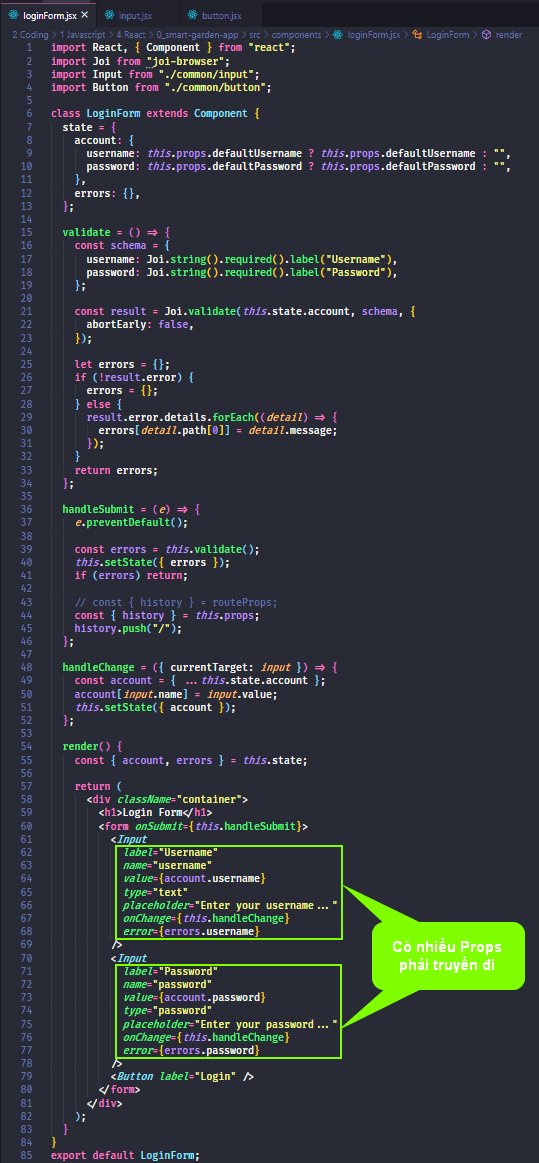 loginForm.jsx × input.jsx button.jsx
2 Coding > 1 Javascript > 4 React > 0_smart-garden-app > src > components > loginForm.jsx > LoginForm > render
1 import React, { Component } from "react";
2 import Joi from "joi-browser";
3 import Input from "./common/input";
4 import Button from "./common/button";
5
6 class LoginForm extends Component {
7 state = {
8 account: {
9 username: this.props.defaultUsername ? this.props.defaultUsername : "",
10 password: this.props.defaultPassword ? this.props.defaultPassword : "",
11 },
12 errors: {},
13 };
14
15 validate = () => {
16 const schema = {
17 username: Joi.string().required().label("Username"),
18 password: Joi.string().required().label("Password"),
19 };
20
21 const result = Joi.validate(this.state.account, schema, {
22 abortEarly: false,
23 });
24
25 let errors = {};
26 if (!result.error) {
27 errors = {};
28 } else {
29 result.error.details.forEach((detail) => {
30 errors[detail.path[0]] = detail.message;
31 });
32 }
33 return errors;
34 };
35
36 handleSubmit = (e) => {
37 e.preventDefault();
38
39 const errors = this.validate();
40 this.setState({ errors });
41 if (errors) return;
42
43 // const { history } = routeProps;
44 const { history } = this.props;
45 history.push("/");
46 };
47
48 handleChange = ({ currentTarget: input }) => {
49 const account = { ...this.state.account };
50 account[input.name] = input.value;
51 this.setState({ account });
52 };
53
54 render() {
55 const { account, errors } = this.state;
56
57 return (
58 <div className="container">
59 <h1>Login Form</h1>
60 <form onSubmit={this.handleSubmit}>
61 <Input
62 label="Username"
63 name="username"
64 value={account.username}
65 type="text"
66 placeholder="Enter your username..."
67 onChange={this.handleChange}
68 error={errors.username}
69 />
70 <Input
71 label="Password"
72 name="password"
73 value={account.password}
74 type="password"
75 placeholder="Enter your password..."
76 onChange={this.handleChange}
77 error={errors.password}
78 />
79 <Button label="Login" />
80 </form>
81 </div>
82 );
83 }
84 }
85 export default LoginForm;
Có nhiều Props
phải truyền đi